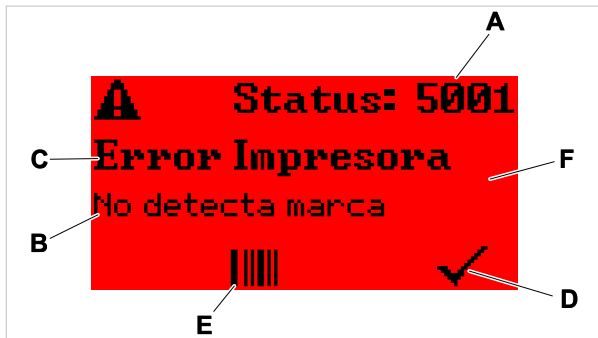 A
Status: 5001
C Error Impresora F
No detecta marca
B
E D